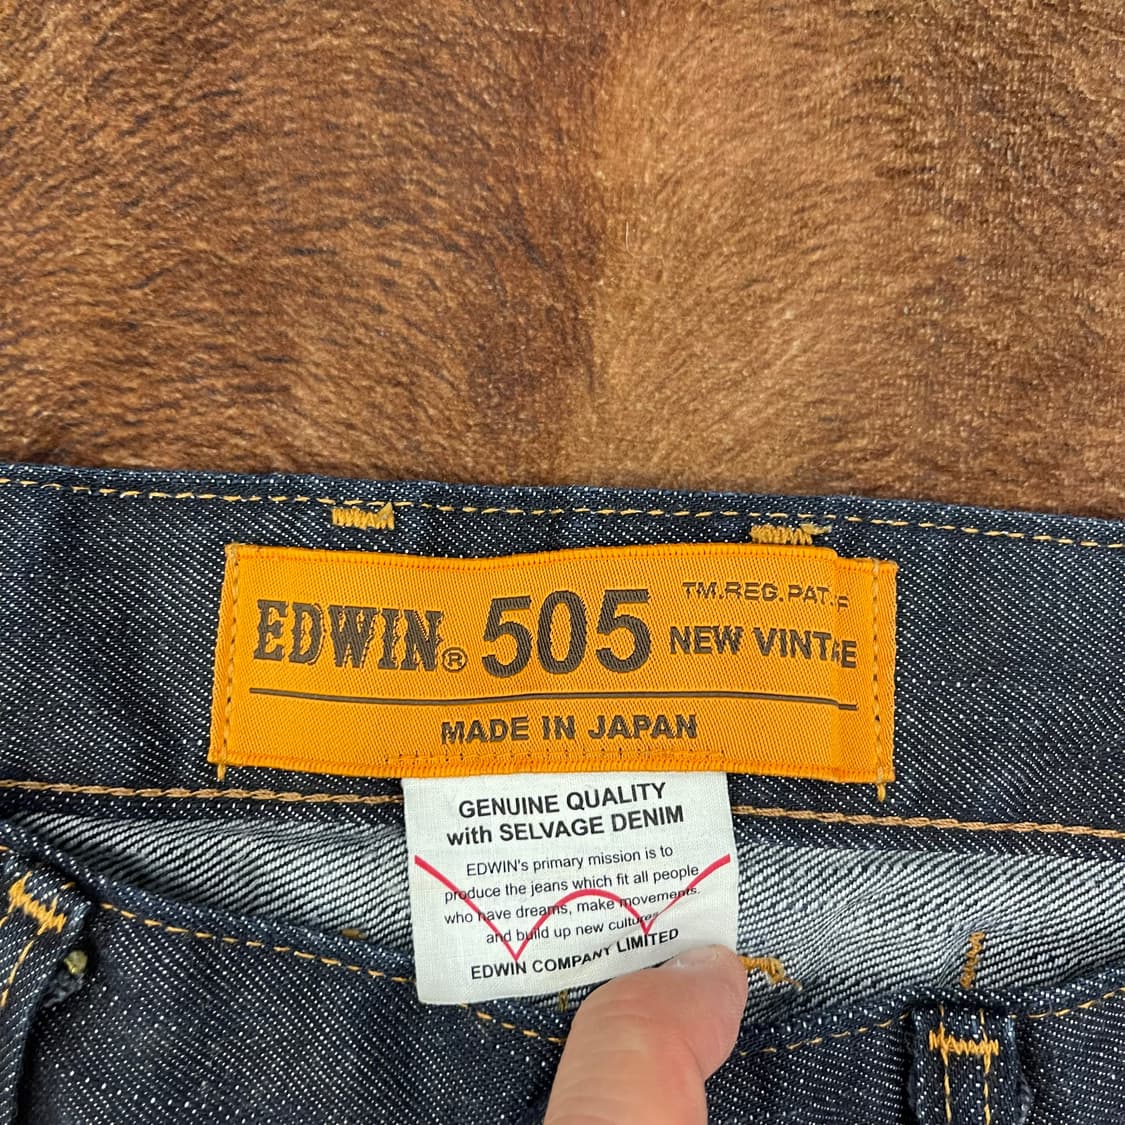 EDWIN® 505 TM.REG.PAT.F
NEW VINT
MADE IN JAPAN
GENUINE QUALITY
with SELVAGE DENIM
EDWIN's primary mission is to
produce the jeans which fit all people
who have dreams, make movements.
and build up new cultures
EDWIN COMPANY LIMITED